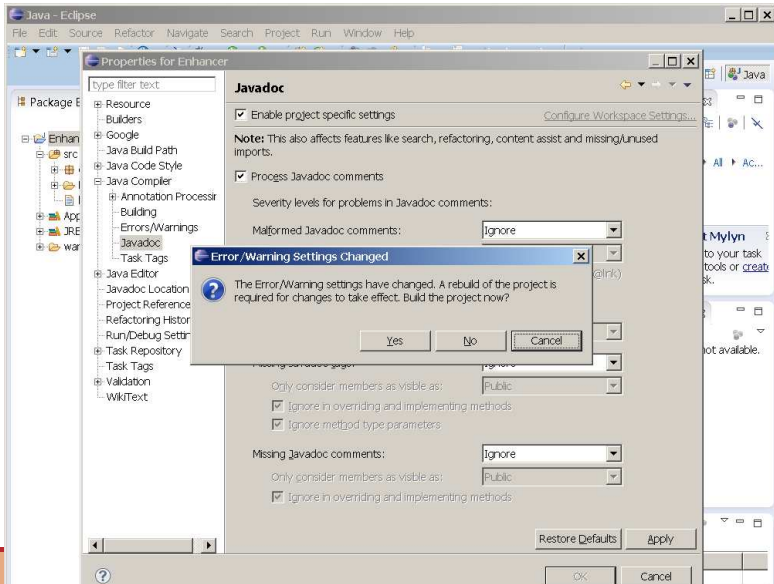 Java - Eclipse
File Edit Source Refactor Navigate Search Project Run Window Help
Properties for Enhancer
Java
type filter text
Javadoc
Package E
Resource
Builders
Google
Java Build Path
Java Code Style
Java Compiler
Annotation Processir
Building
Errors/Warnings
Javadoc
Task Tags
Java Editor
Javadoc Location
Project Reference
Refactoring Histor
Run/Debug Settin
Task Repository
Task Tags
Validation
WikiText
Enhan
src
App
JRE
war
Enable project specific settings
Configure Workspace Settings...
Note: This also affects features like search, refactoring, content assist and missing/unused
imports.
Process Javadoc comments
Severity levels for problems in Javadoc comments:
Malformed Javadoc comments: Ignore
@link)
Error/Warning Settings Changed
The Error/Warning settings have changed. A rebuild of the project is
required for changes to take effect. Build the project now?
Yes No Cancel
Only consider members as visible as: Public
Ignore in overriding and implementing methods
Ignore method type parameters
Missing Javadoc comments: Ignore
Only consider members as visible as: Public
Ignore in overriding and implementing methods
Restore Defaults Apply
OK Cancel
All Ac...
t Mylyn
to your task
tools or create
sk.
not available.